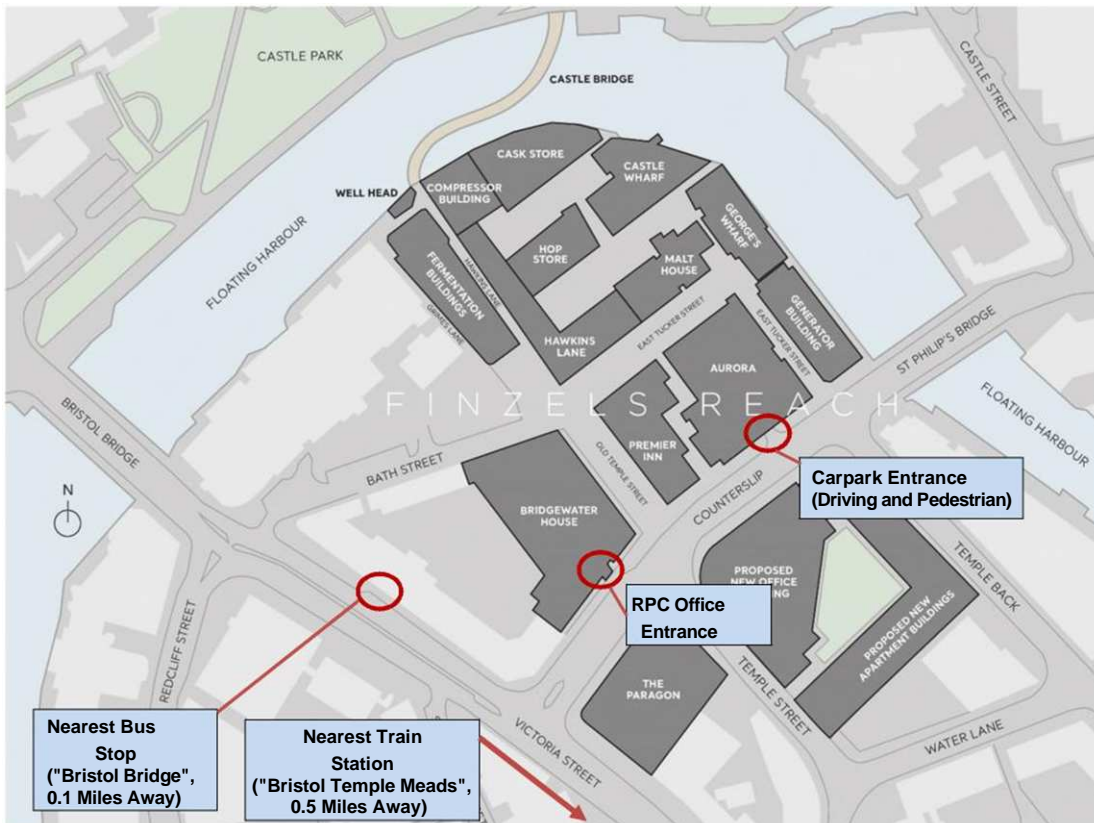 CASTLE PARK
CASTLE BRIDGE
CASTLE STREET
CASK STORE
CASTLE
WHARF
WELL HEAD
COMPRESSOR
BUILDING
GEORGE'S
WHARF
FLOATING HARBOUR
HOP
STORE
MALT
HOUSE
HAWKINS LANE
FERMENTATION
BUILDINGS
GRIMES LANE
GENERATOR
BUILDING
EAST TUCKER STREET
EAST TUCKER STREET
HAWKINS
LANE
ST PHILIP'S BRIDGE
AURORA
FINZELS REACH
FLOATING HARBOUR
BRISTOL BRIDGE
PREMIER
INN
OLD TEMPLE STREET
BATH STREET
COUNTERSLIP
Carpark Entrance
(Driving and Pedestrian)
N
BRIDGEWATER
HOUSE
PROPOSED
NEW OFFICE
TEMPLE BACK
RPC Office
Entrance
REDCLIFF STREET
PROPOSED NEW
APARTMENT BUILDINGS
THE
PARAGON
TEMPLE STREET
VICTORIA STREET
WATER LANE
Nearest Bus
Stop
("Bristol Bridge",
0.1 Miles Away)
Nearest Train
Station
("Bristol Temple Meads",
0.5 Miles Away)